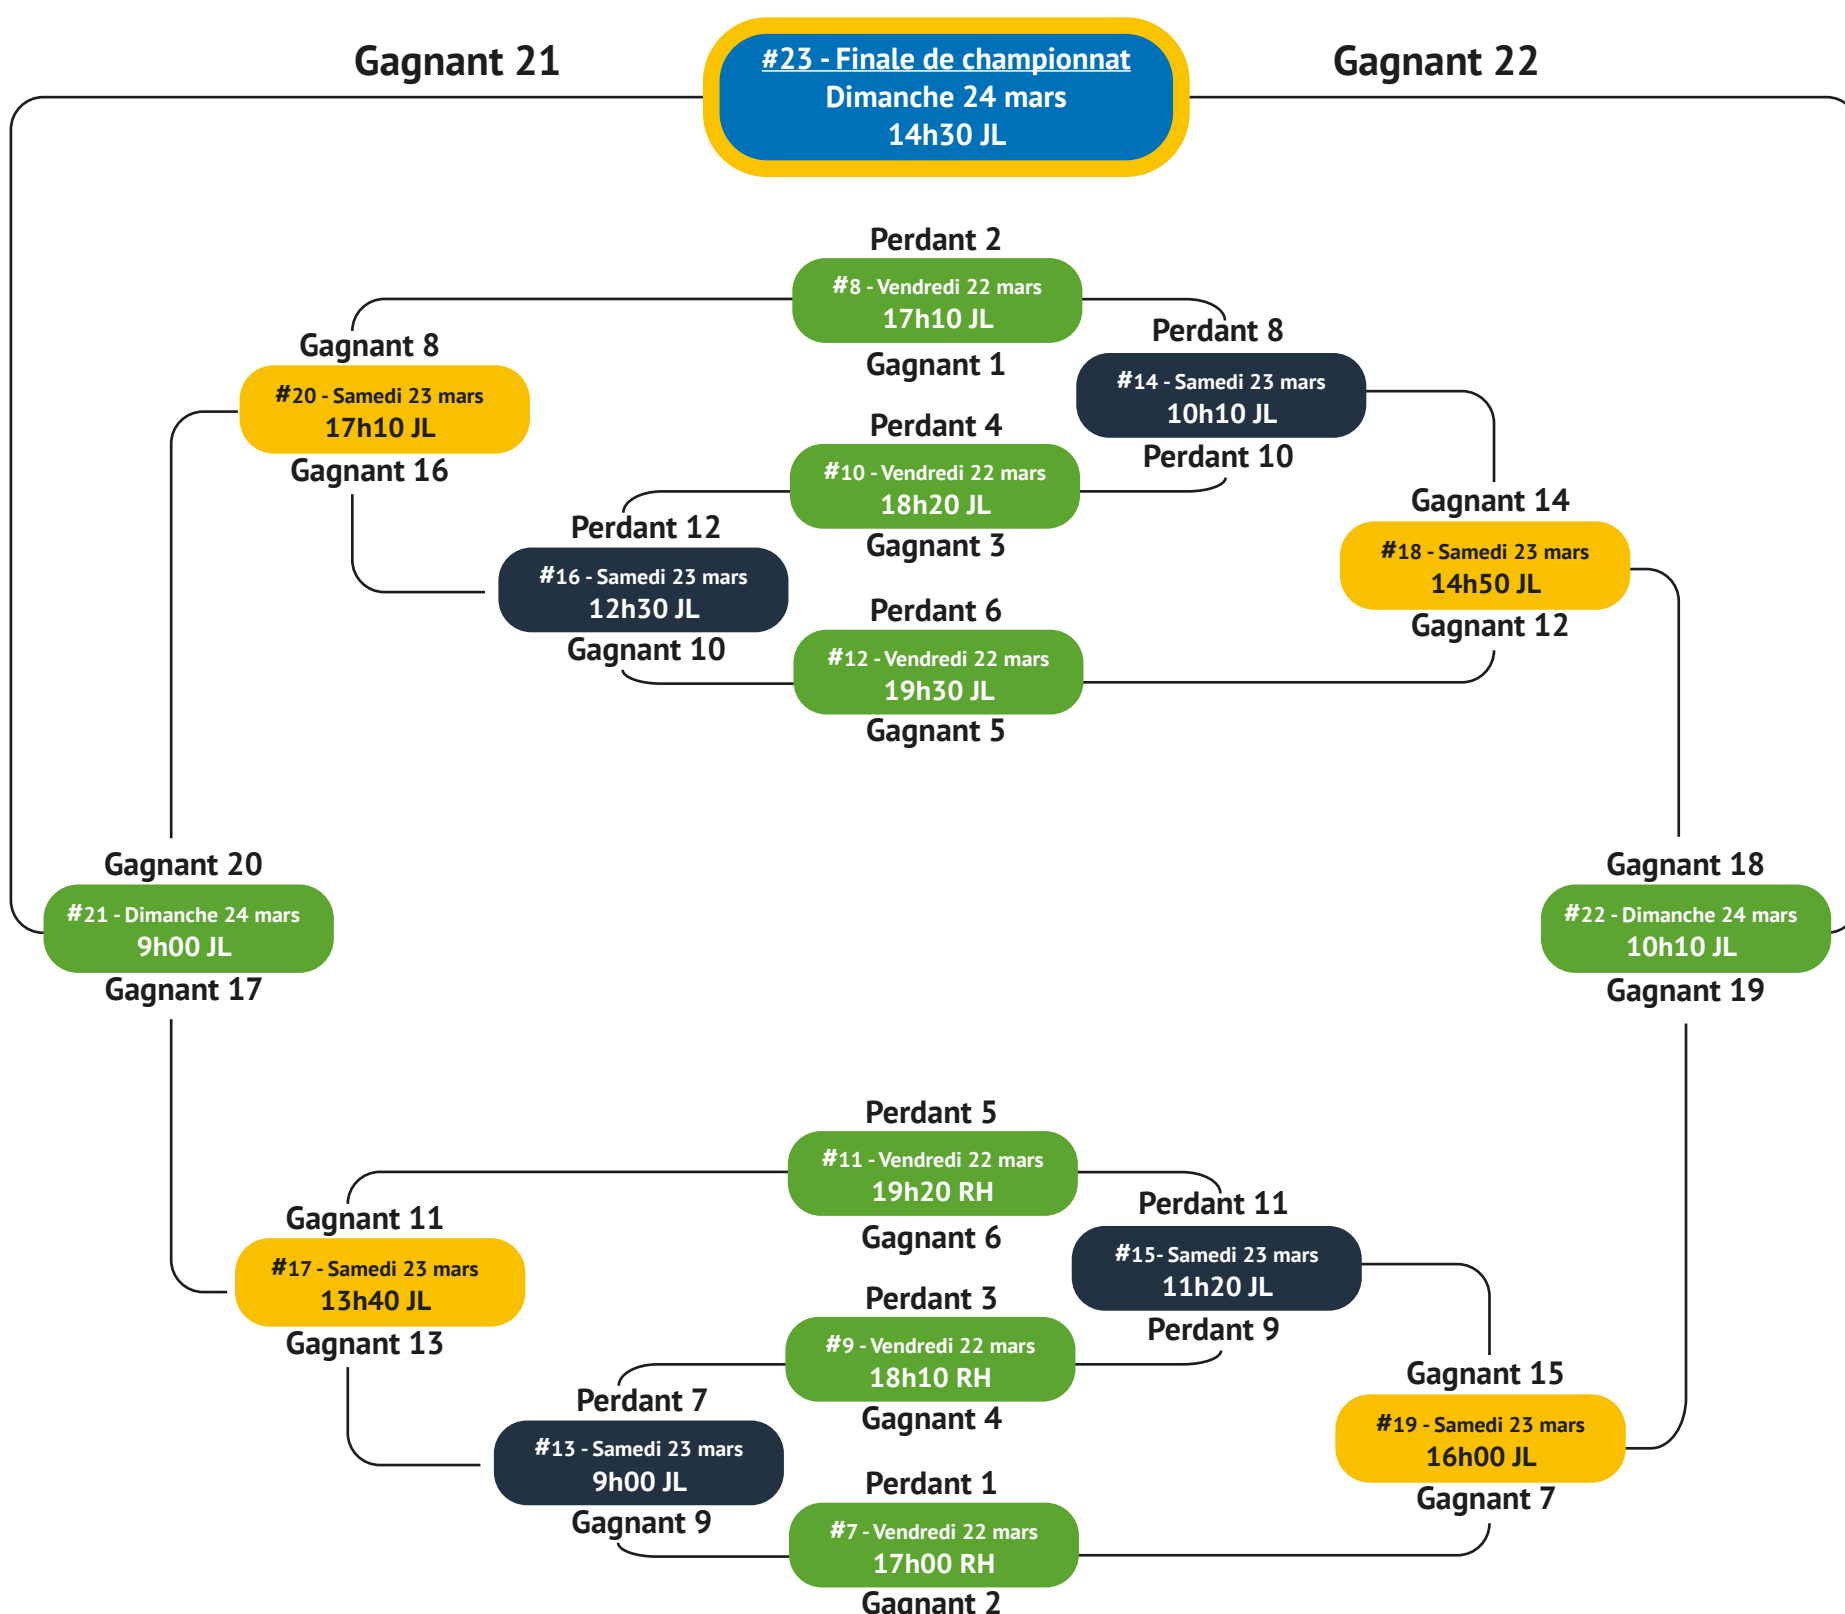 Gagnant 21
#23 - Finale de championnat
Dimanche 24 mars
14h30 JL
Gagnant 22
Perdant 2
#8 - Vendredi 22 mars
17h10 JL
Gagnant 1
Gagnant 8
#20 - Samedi 23 mars
17h10 JL
Gagnant 16
Perdant 8
#14 - Samedi 23 mars
10h10 JL
Perdant 10
Perdant 4
#10 - Vendredi 22 mars
18h20 JL
Gagnant 3
Perdant 12
#16 - Samedi 23 mars
12h30 JL
Gagnant 10
Gagnant 14
#18 - Samedi 23 mars
14h50 JL
Gagnant 12
Perdant 6
#12 - Vendredi 22 mars
19h30 JL
Gagnant 5
Gagnant 20
#21 - Dimanche 24 mars
9h00 JL
Gagnant 17
Gagnant 18
#22 - Dimanche 24 mars
10h10 JL
Gagnant 19
Perdant 5
#11 - Vendredi 22 mars
19h20 RH
Gagnant 6
Gagnant 11
#17 - Samedi 23 mars
13h40 JL
Gagnant 13
Perdant 11
#15- Samedi 23 mars
11h20 JL
Perdant 9
Perdant 3
#9 - Vendredi 22 mars
18h10 RH
Gagnant 4
Perdant 7
#13 - Samedi 23 mars
9h00 JL
Gagnant 9
Gagnant 15
#19 - Samedi 23 mars
16h00 JL
Gagnant 7
Perdant 1
#7 - Vendredi 22 mars
17h00 RH
Gagnant 2